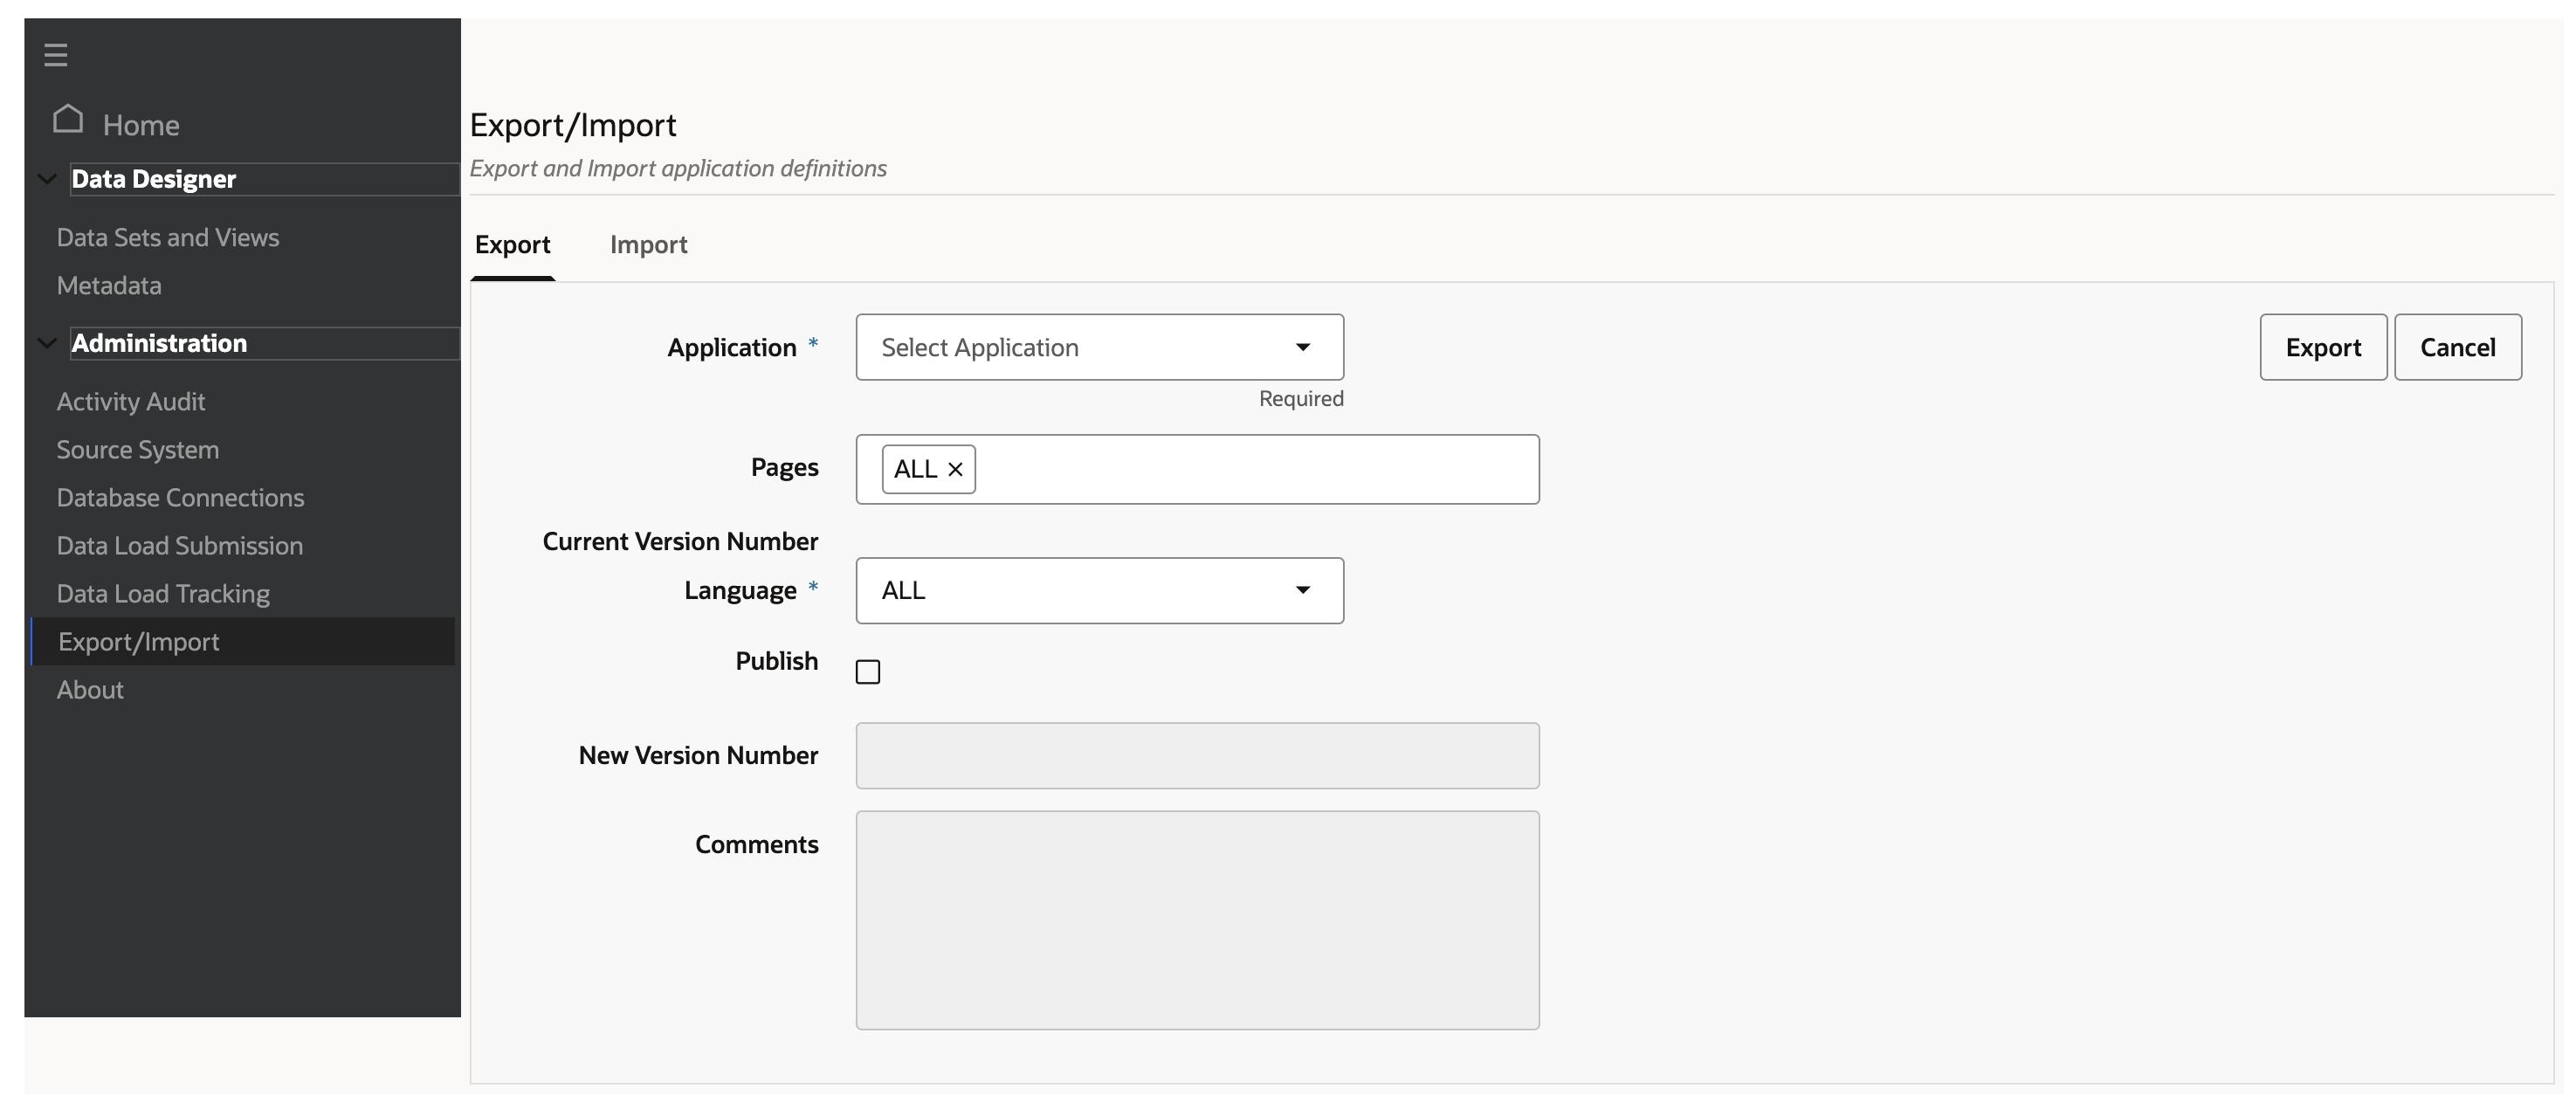 Home
Data Designer
Data Sets and Views
Metadata
Administration
Activity Audit
Source System
Database Connections
Data Load Submission
Data Load Tracking
Export/Import
About
Export/Import
Export and Import application definitions
Export Import
Application * Select Application Export Cancel
Required
Pages ALL ×
Current Version Number
Language * ALL
Publish
New Version Number
Comments